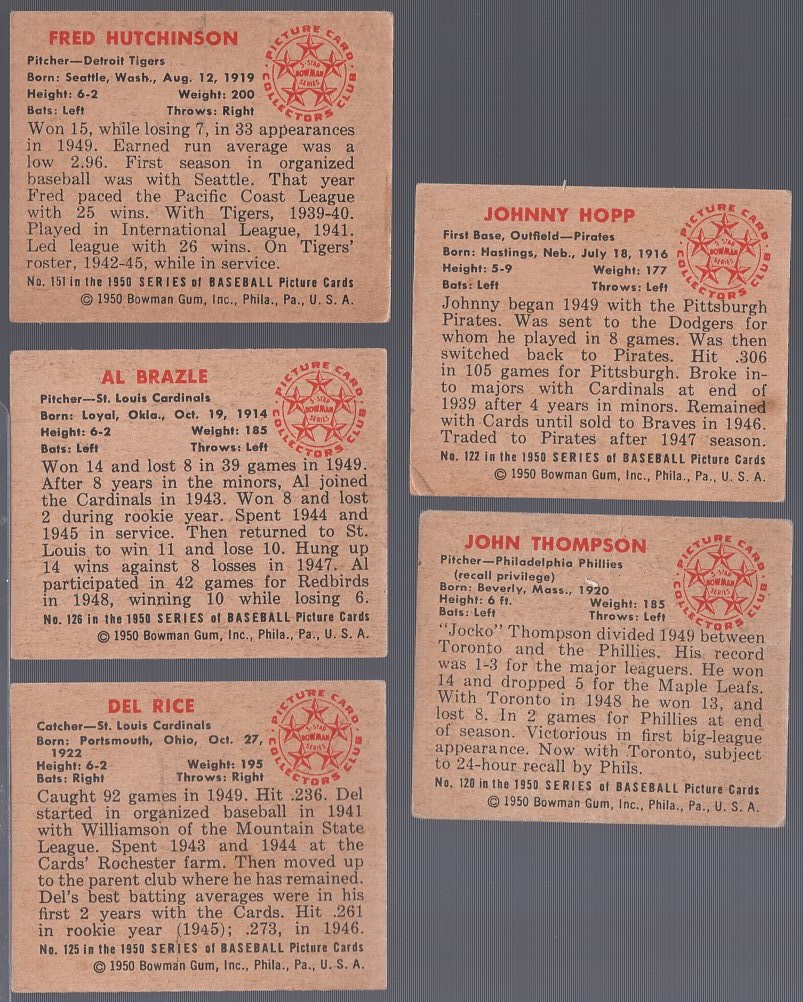 FRED HUTCHINSON
Pitcher—Detroit Tigers
Born: Seattle, Wash., Aug. 12, 1919
Height: 6-2 Weight: 200
Bats: Left Throws: Right
PICTURE CARD COLLECTORS CLUB
5-STAR
BOWMAN
SERIES
Won 15, while losing 7, in 33 appearances
in 1949. Earned run average was a
low 2.96. First season in organized
baseball was with Seattle. That year
Fred paced the Pacific Coast League
with 25 wins. With Tigers, 1939-40.
Played in International League, 1941.
Led league with 26 wins. On Tigers'
roster, 1942-45, while in service.
No. 151 in the 1950 SERIES of BASEBALL Picture Cards
© 1950 Bowman Gum, Inc., Phila., Pa., U. S. A.
AL BRAZLE
Pitcher—St. Louis Cardinals
Born: Loyal, Okla., Oct. 19, 1914
Height: 6-2 Weight: 185
Bats: Left Throws: Left
PICTURE CARD COLLECTORS CLUB
5-STAR
BOWMAN
SERIES
Won 14 and lost 8 in 39 games in 1949.
After 8 years in the minors, Al joined
the Cardinals in 1943. Won 8 and lost
2 during rookie year. Spent 1944 and
1945 in service. Then returned to St.
Louis to win 11 and lose 10. Hung up
14 wins against 8 losses in 1947. Al
participated in 42 games for Redbirds
in 1948, winning 10 while losing 6.
No. 126 in the 1950 SERIES of BASEBALL Picture Cards
© 1950 Bowman Gum, Inc., Phila., Pa., U. S. A.
DEL RICE
Catcher—St. Louis Cardinals
Born: Portsmouth, Ohio, Oct. 27,
1922
Height: 6-2 Weight: 195
Bats: Right Throws: Right
PICTURE CARD COLLECTORS CLUB
5-STAR
BOWMAN
SERIES
Caught 92 games in 1949. Hit .236. Del
started in organized baseball in 1941
with Williamson of the Mountain State
League. Spent 1943 and 1944 at the
Cards' Rochester farm. Then moved up
to the parent club where he has remained.
Del's best batting averages were in his
first 2 years with the Cards. Hit .261
in rookie year (1945); .273, in 1946.
No. 125 in the 1950 SERIES of BASEBALL Picture Cards
© 1950 Bowman Gum, Inc., Phila., Pa., U. S. A.
JOHNNY HOPP
First Base, Outfield—Pirates
Born: Hastings, Neb., July 18, 1916
Height: 5-9 Weight: 177
Bats: Left Throws: Left
PICTURE CARD COLLECTORS CLUB
5-STAR
BOWMAN
SERIES
Johnny began 1949 with the Pittsburgh
Pirates. Was sent to the Dodgers for
whom he played in 8 games. Was then
switched back to Pirates. Hit .306
in 105 games for Pittsburgh. Broke in-
to majors with Cardinals at end of
1939 after 4 years in minors. Remained
with Cards until sold to Braves in 1946.
Traded to Pirates after 1947 season.
No. 122 in the 1950 SERIES of BASEBALL Picture Cards
© 1950 Bowman Gum, Inc., Phila., Pa., U. S. A.
JOHN THOMPSON
Pitcher—Philadelphia Phillies
(recall privilege)
Born: Beverly, Mass., 1920
Height: 6 ft. Weight: 185
Bats: Left Throws: Left
PICTURE CARD COLLECTORS CLUB
5-STAR
BOWMAN
SERIES
"Jocko" Thompson divided 1949 between
Toronto and the Phillies. His record
was 1-3 for the major leaguers. He won
14 and dropped 5 for the Maple Leafs.
With Toronto in 1948 he won 13, and
lost 8. In 2 games for Phillies at end
of season. Victorious in first big-league
appearance. Now with Toronto, subject
to 24-hour recall by Phils.
No. 120 in the 1950 SERIES of BASEBALL Picture Cards
© 1950 Bowman Gum, Inc., Phila., Pa., U. S. A.